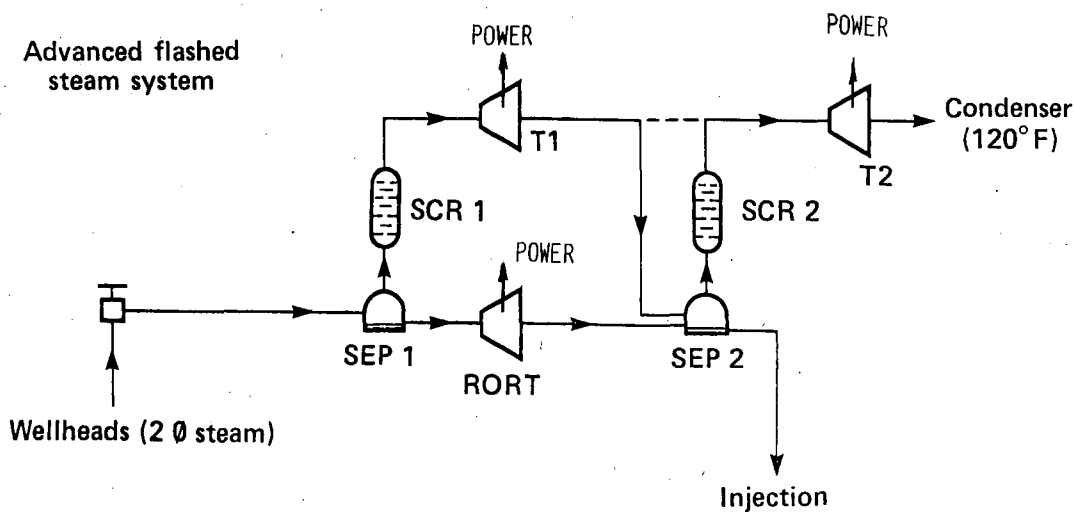 Advanced flashed
steam system
POWER
POWER
T1
Condenser
(120°F)
T2
SCR 1
SCR 2
POWER
SEP 1
RORT
SEP 2
Wellheads (2 Ø steam)
Injection